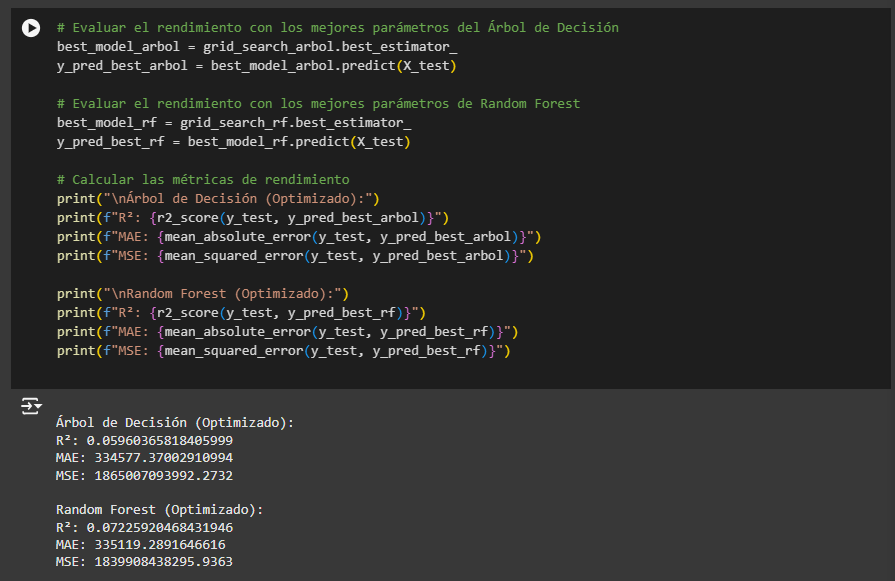 # Evaluar el rendimiento con los mejores parámetros del Árbol de Decisión
best_model_arbol = grid_search_arbol.best_estimator_
y_pred_best_arbol = best_model_arbol.predict(X_test)
# Evaluar el rendimiento con los mejores parámetros de Random Forest
best_model_rf = grid_search_rf.best_estimator_
y_pred_best_rf = best_model_rf.predict(X_test)
# Calcular las métricas de rendimiento
print("\nÁrbol de Decisión (Optimizado):")
print(f"R²: {r2_score(y_test, y_pred_best_arbol)}")
print(f"MAE: {mean_absolute_error(y_test, y_pred_best_arbol)}")
print(f"MSE: {mean_squared_error(y_test, y_pred_best_arbol)}")
print("\nRandom Forest (Optimizado):")
print(f"R²: {r2_score(y_test, y_pred_best_rf)}")
print(f"MAE: {mean_absolute_error(y_test, y_pred_best_rf)}")
print(f"MSE: {mean_squared_error(y_test, y_pred_best_rf)}")
Árbol de Decisión (Optimizado):
R²: 0.05960365818405999
MAE: 334577.37002910994
MSE: 1865007093992.2732
Random Forest (Optimizado):
R²: 0.07225920468431946
MAE: 335119.2891646616
MSE: 1839908438295.9363